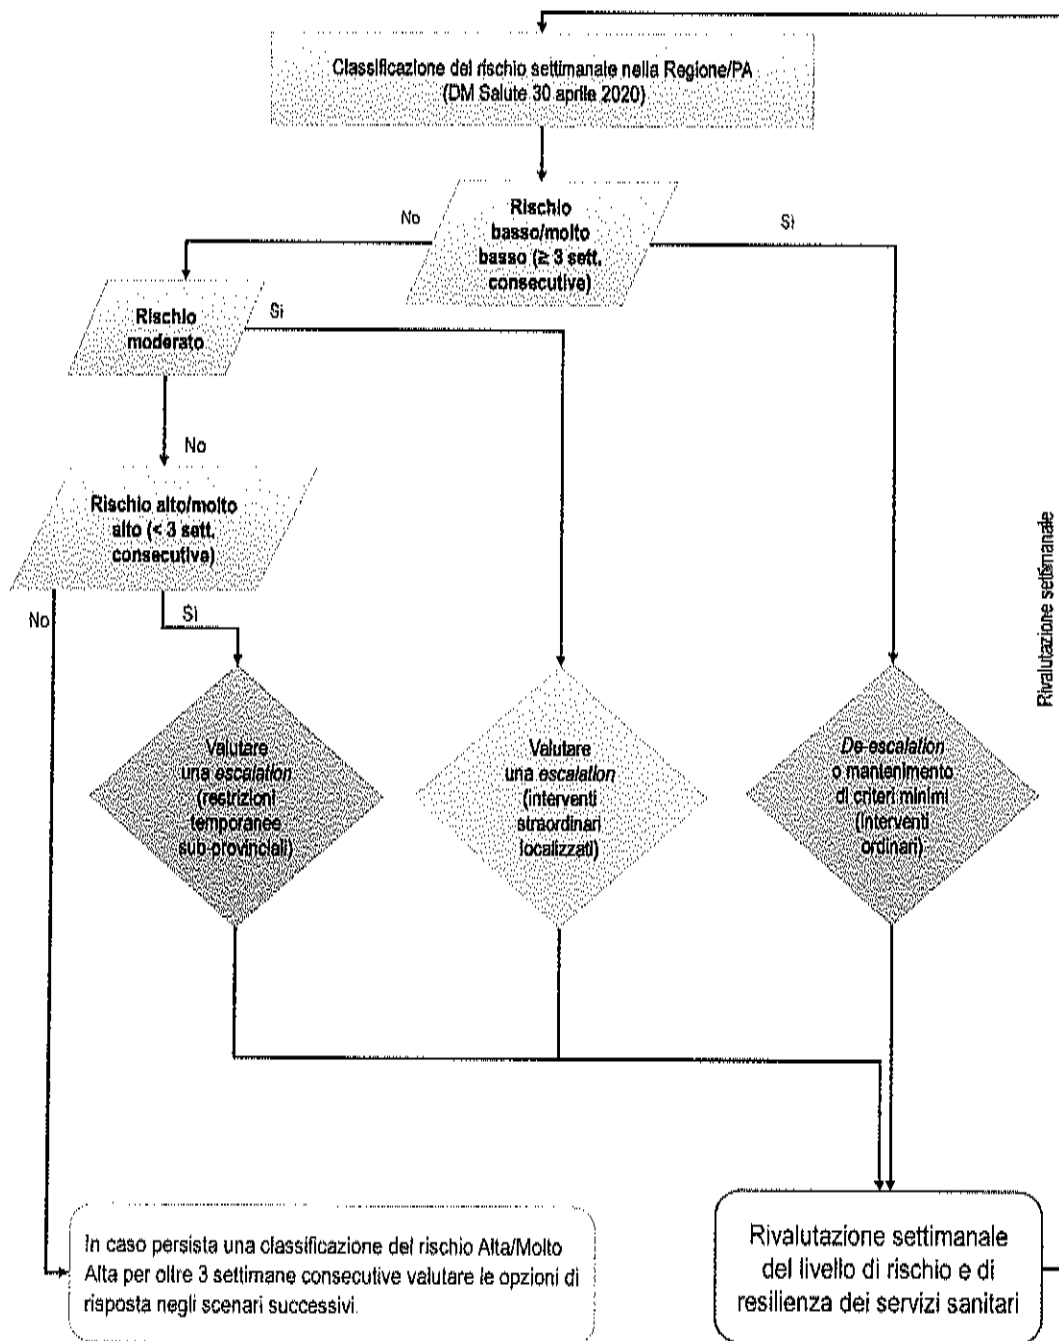 Classificazione del rischio settimanale nella Regione/PA
(DM Salute 30 aprile 2020)
Rischio
basso/molto
basso (≥ 3 sett.
consecutive)
No
Sì
Rischio
moderato
Sì
No
Rischio alto/molto
alto (< 3 sett.
consecutive)
No
Sì
Valutare
una escalation
(restrizioni
temporanee
sub-provinciali)
Valutare
una escalation
(interventi
straordinari
localizzati)
De-escalation
o mantenimento
di criteri minimi
(interventi
ordinari)
Rivalutazione settimanale
In caso persista una classificazione del rischio Alta/Molto
Alta per oltre 3 settimane consecutive valutare le opzioni di
risposta negli scenari successivi.
Rivalutazione settimanale
del livello di rischio e di
resilienza dei servizi sanitari